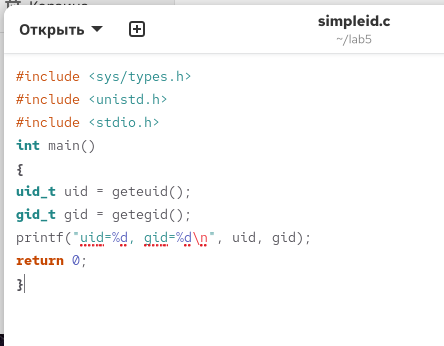 Корзина
Открыть
simpleid.c
~/lab5
#include <sys/types.h>
#include <unistd.h>
#include <stdio.h>
int main()
{
uid_t uid = geteuid();
gid_t gid = getegid();
printf("uid=%d, gid=%d\n", uid, gid);
return 0;
}